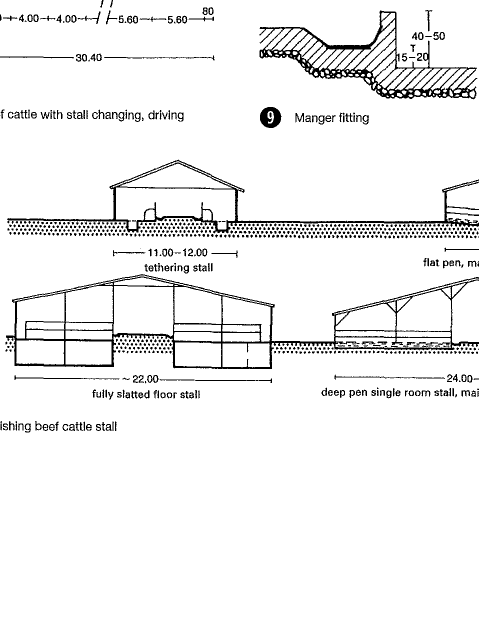 80
4.00 4.00 5.60 5.60
40–50
15–20
30.40
f cattle with stall changing, driving
9 Manger fitting
11.00–12.00
tethering stall
flat pen, ma
~ 22.00
24.00
fully slatted floor stall
deep pen single room stall, mai
ishing beef cattle stall